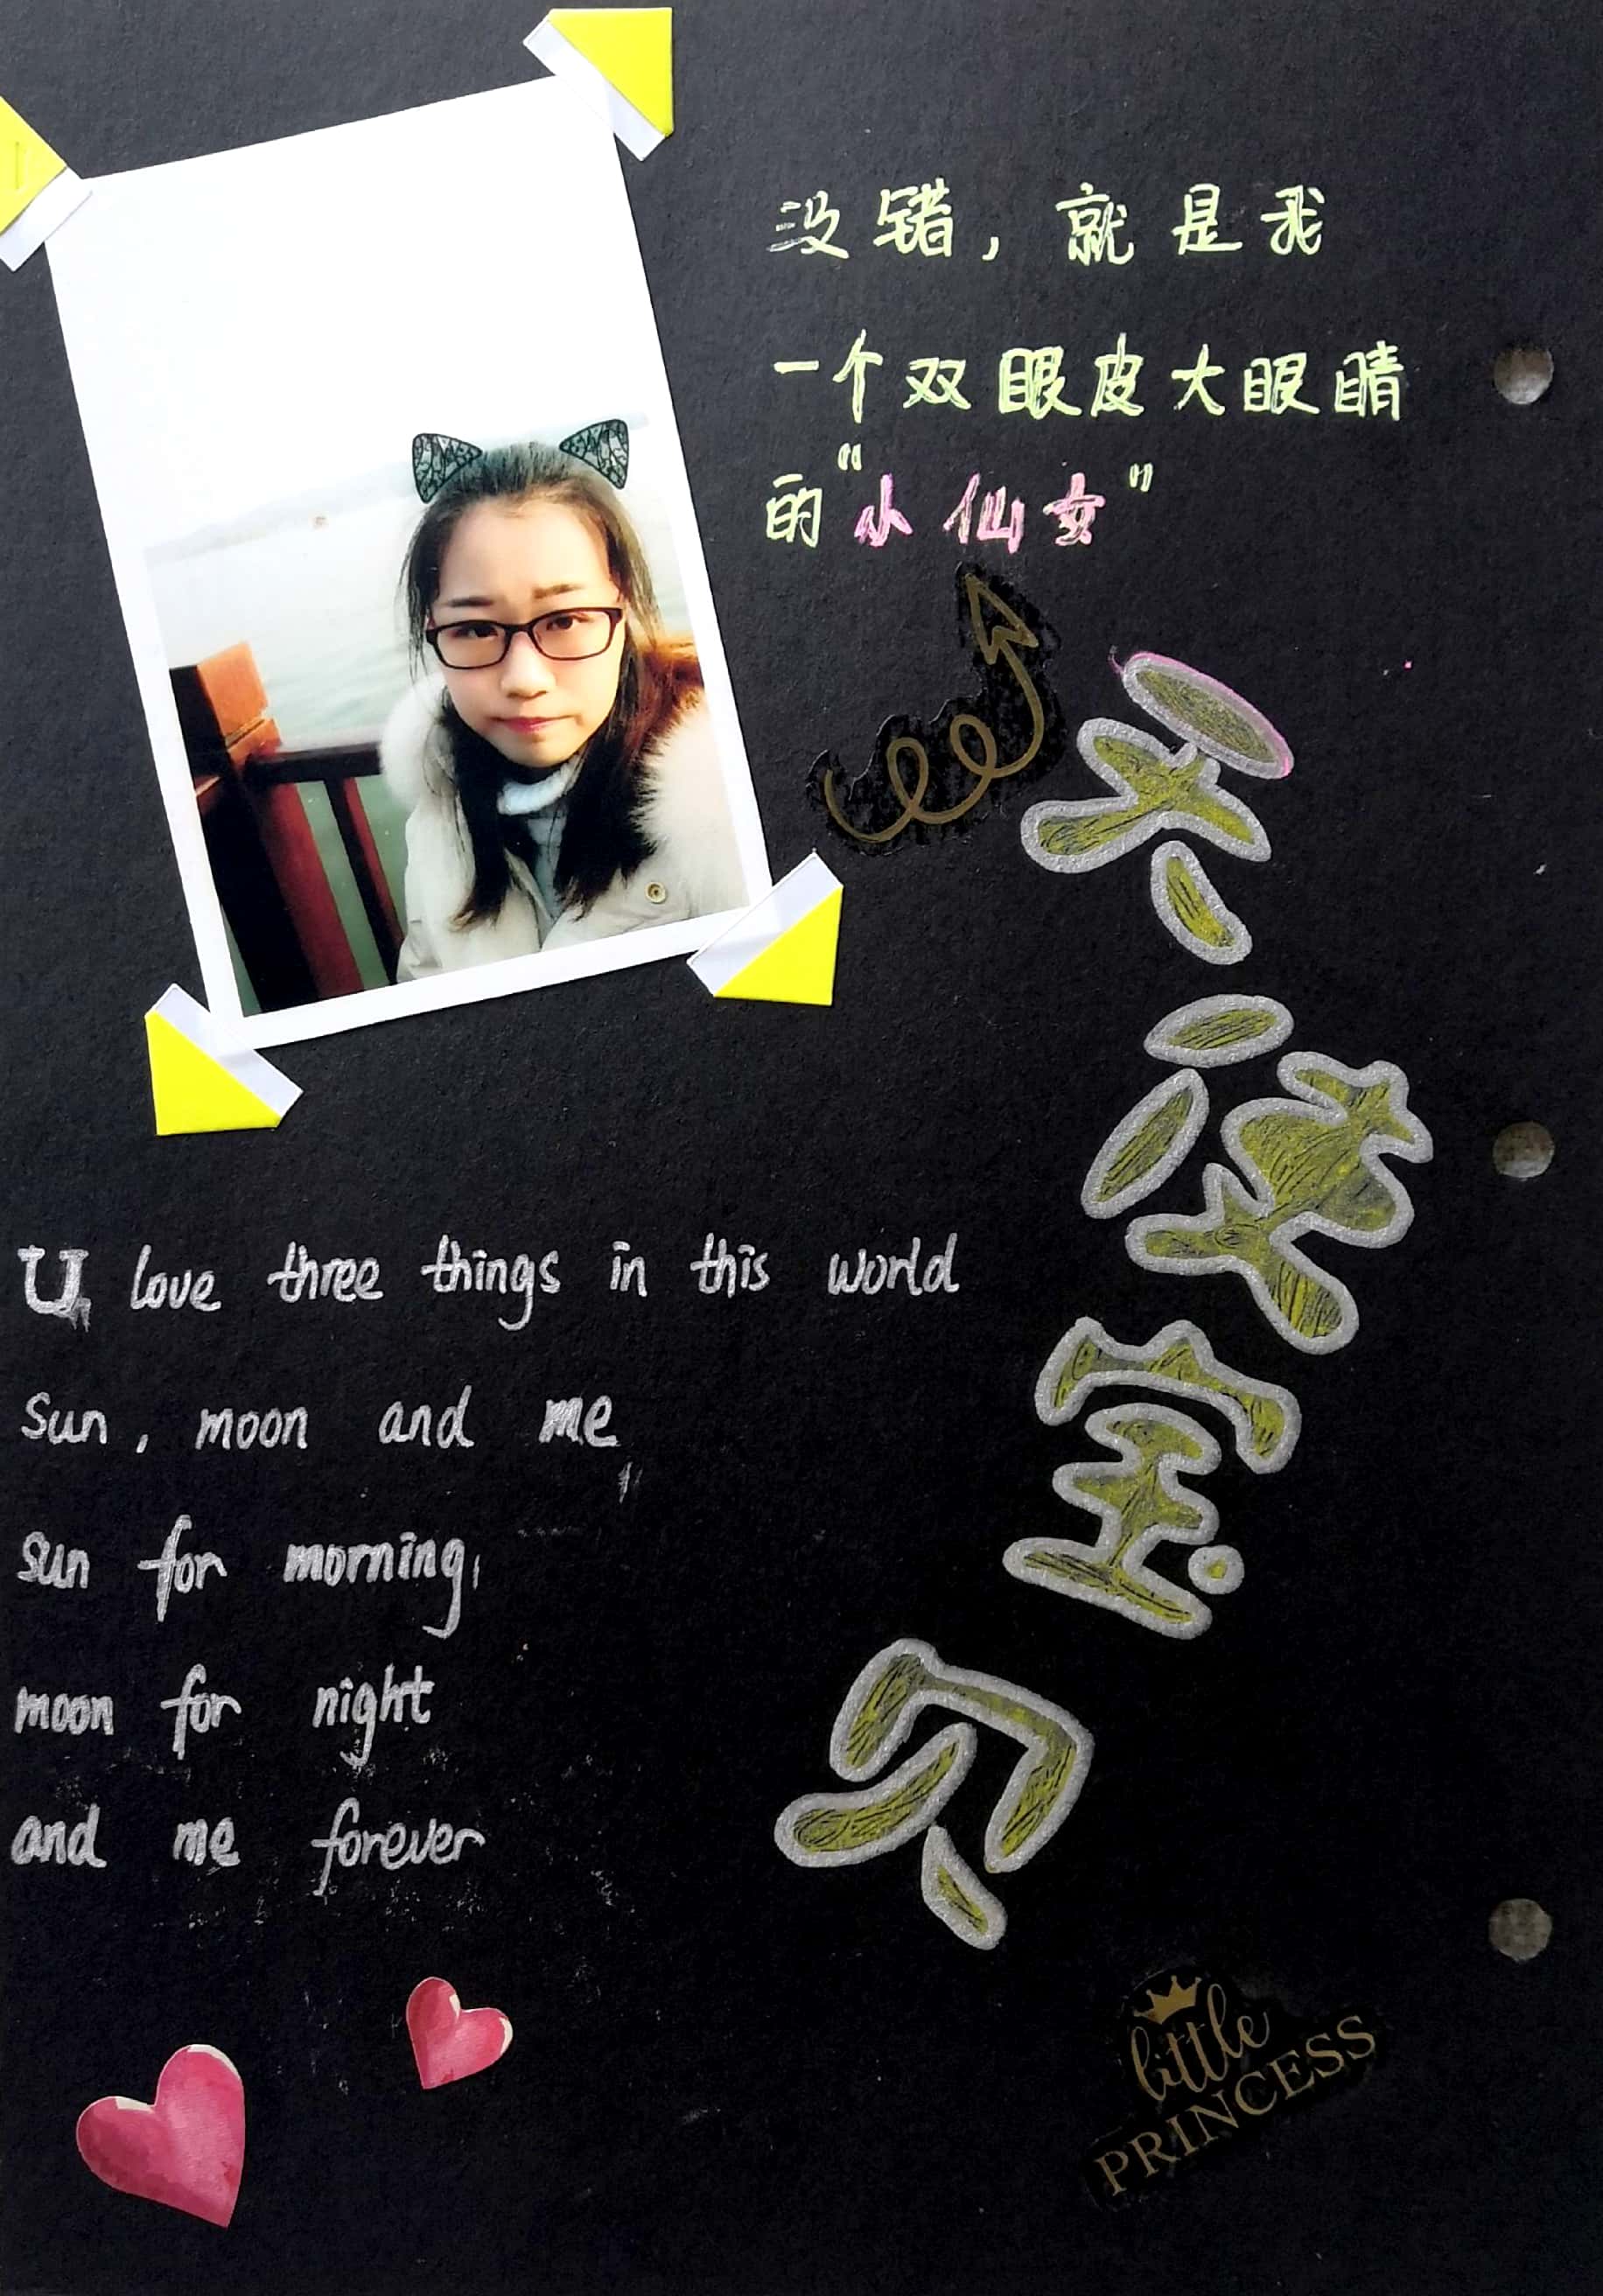 没错，就是我
一个双眼皮大眼睛
的“小仙女”
天使宝贝
U love three things in this world
sun, moon and me
sun for morning,
moon for night
and me forever
little
PRINCESS